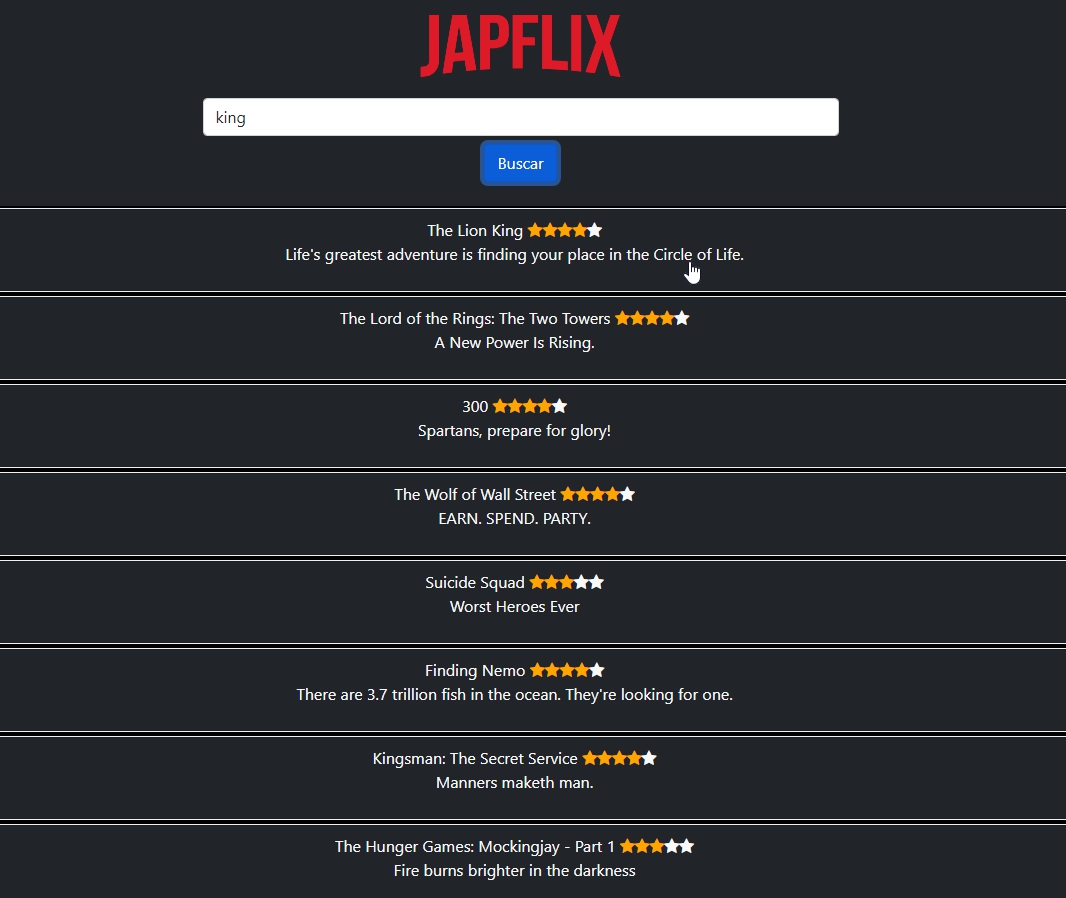 JAPFLIX
king
Buscar
The Lion King
Life's greatest adventure is finding your place in the Circle of Life.
The Lord of the Rings: The Two Towers
A New Power Is Rising.
300
Spartans, prepare for glory!
The Wolf of Wall Street
EARN. SPEND. PARTY.
Suicide Squad
Worst Heroes Ever
Finding Nemo
There are 3.7 trillion fish in the ocean. They're looking for one.
Kingsman: The Secret Service
Manners maketh man.
The Hunger Games: Mockingjay - Part 1
Fire burns brighter in the darkness